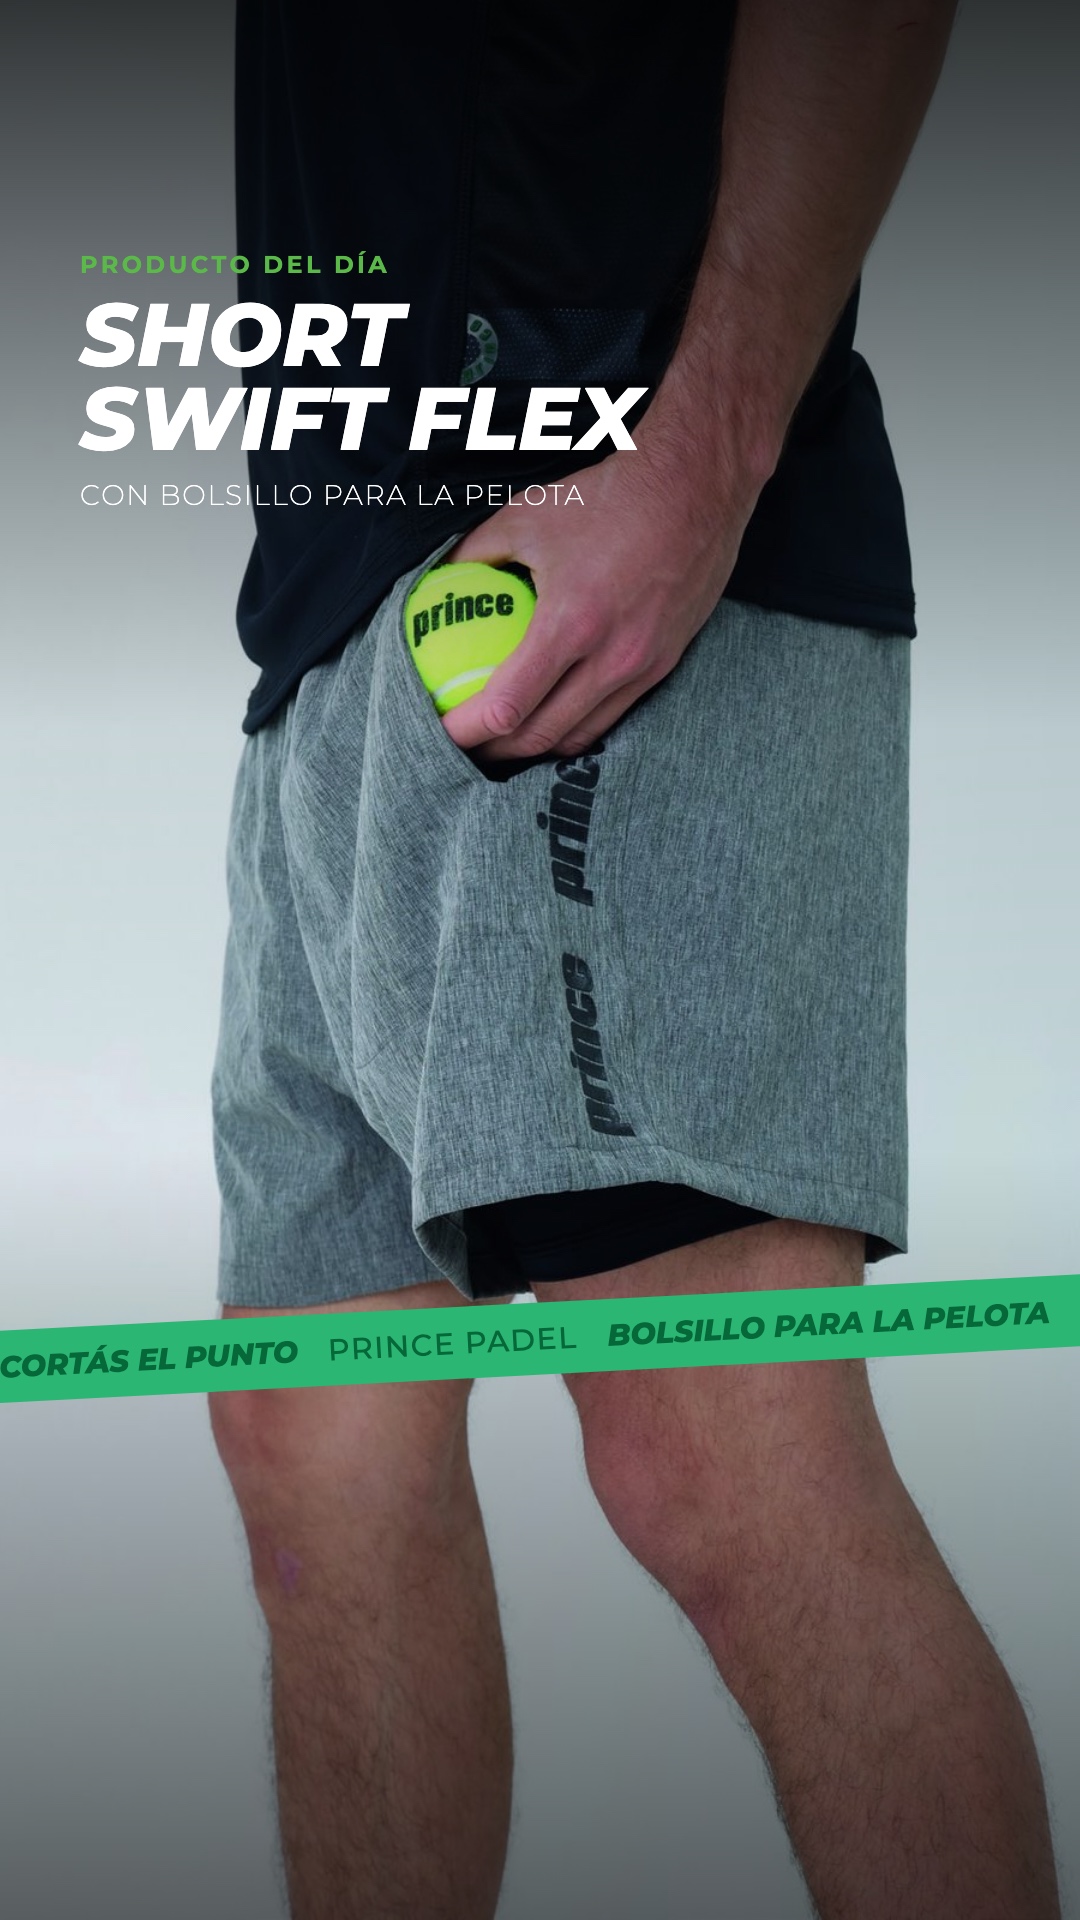 PRODUCTO DEL DÍA
SHORT
SWIFT FLEX
CON BOLSILLO PARA LA PELOTA
prince
prince
prince
CORTÁS EL PUNTO PRINCE PADEL BOLSILLO PARA LA PELOTA